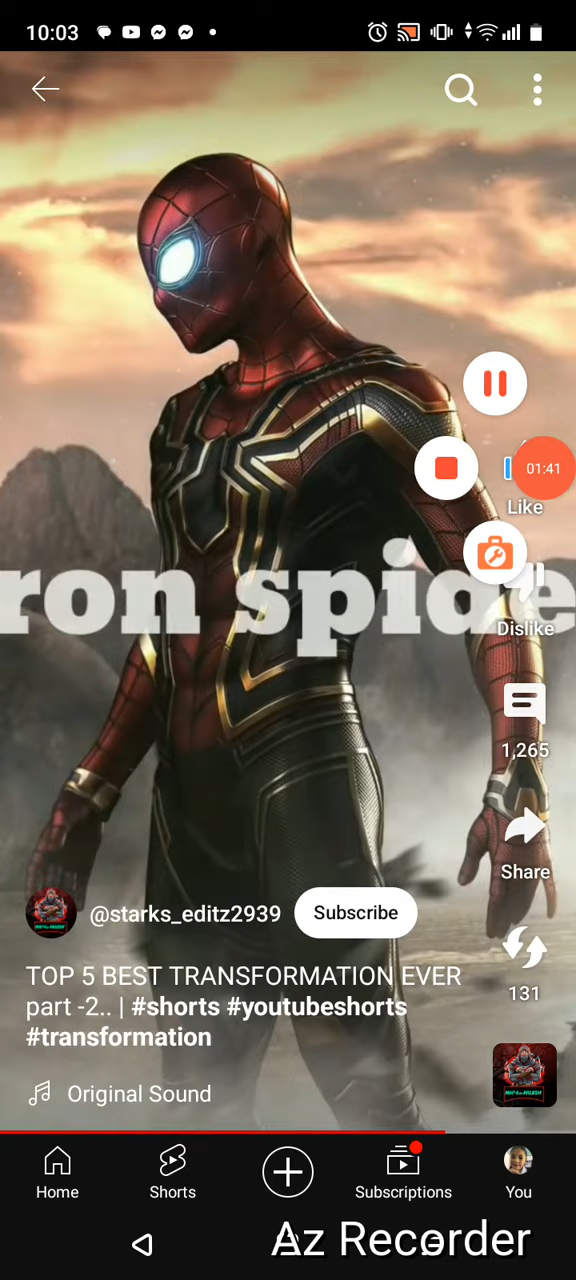 10:03
01:41
Like
ron spide
Dislike
1,265
Share
@starks_editz2939 Subscribe
TOP 5 BEST TRANSFORMATION EVER
part -2.. | #shorts #youtubeshorts
#transformation
131
Original Sound
Home Shorts Subscriptions You
Az Recorder